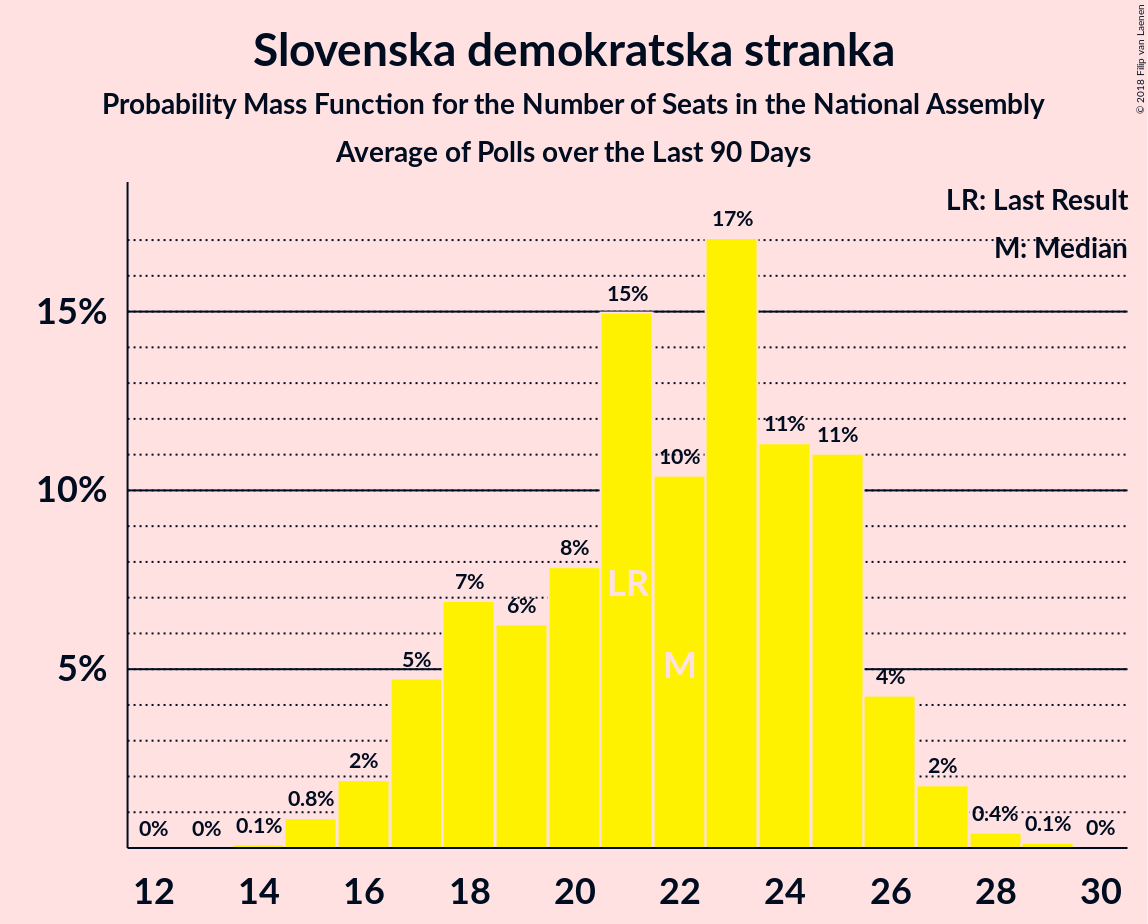 Slovenska demokratska stranka
Probability Mass Function for the Number of Seats in the National Assembly
Average of Polls over the Last 90 Days
© 2018 Filip van Laenen
LR: Last Result
M: Median
15%
10%
5%
0%
0%
0.1%
0.8%
2%
5%
7%
6%
8%
15%
10%
17%
11%
11%
4%
2%
0.4%
0.1%
0%
LR
M
12 14 16 18 20 22 24 26 28 30